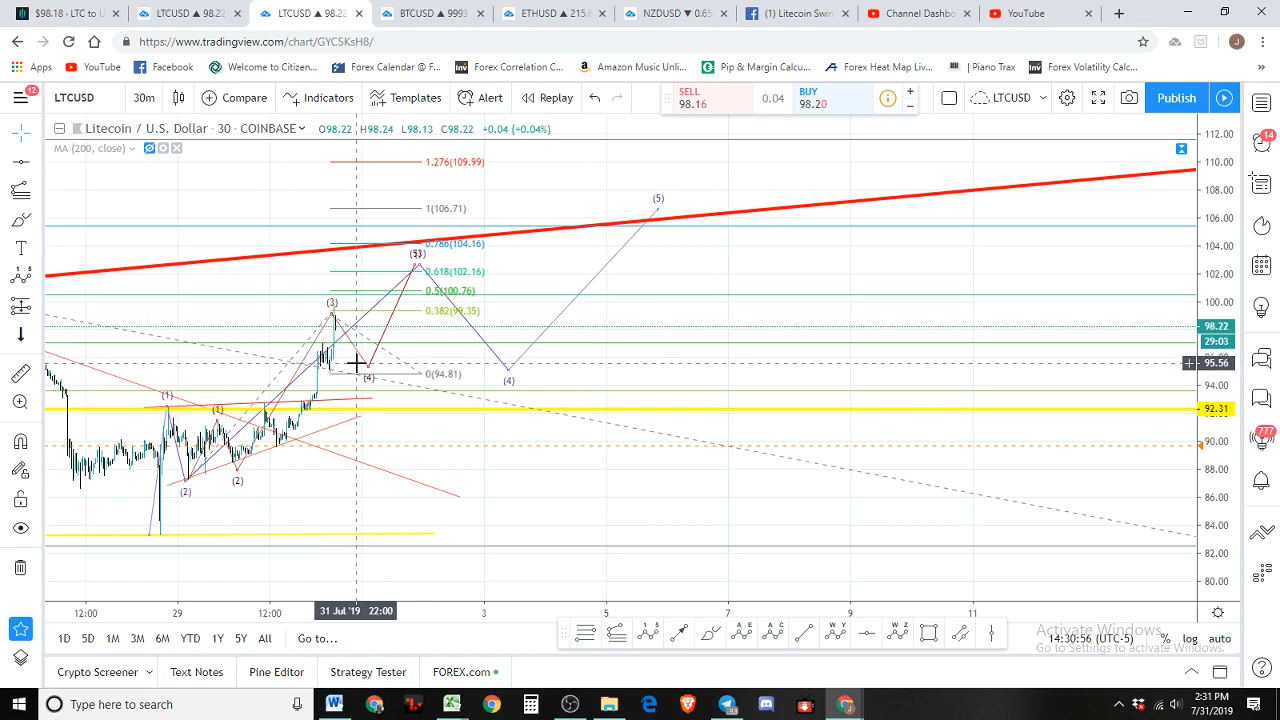 $98.18 - LTC to U
LTCUSD ▲ 98.22
LTCUSD ▲ 98.22
BTCUSD ▲ 9993
ETHUSD ▲ 215.8
NZDUSD ▼ 0.65
(1) Litecoin Swin
Channel Dashbo
YouTube
https://www.tradingview.com/chart/GYC5KsH8/
J
Apps
YouTube
Facebook
Welcome to Citizen...
Forex Calendar @ F...
Forex Correlation C...
Amazon Music Unli...
Pip & Margin Calcu...
Forex Heat Map Liv...
Piano Trax
Forex Volatility Calc...
»
12
LTCUSD
30m
Compare
Indicators
Templates
Alert
Replay
SELL
98.16
0.04
BUY
98.20
LTCUSD
Publish
Litecoin / U.S. Dollar · 30 · COINBASE
O98.22 H98.24 L98.13 C98.22 +0.04 (+0.04%)
MA (200, close)
112.00
110.00
108.00
106.00
104.00
102.00
100.00
98.22
29:03
96.00
95.56
94.00
92.31
90.00
88.00
86.00
84.00
82.00
80.00
1.276(109.99)
1(106.71)
0.786(104.16)
0.618(102.16)
0.5(100.76)
0.382(99.35)
0(94.81)
(5)
(3)
(4)
(4)
(1)
(1)
(2)
(2)
14
777
12:00
29
12:00
31 Jul '19 22:00
3
5
7
9
11
1D
5D
1M
3M
6M
YTD
1Y
5Y
All
Go to...
14:30:56 (UTC-5)
%
log
auto
Activate Windows
Go to Settings to activate Windows.
Crypto Screener
Text Notes
Pine Editor
Strategy Tester
FOREX.com
Type here to search
2:31 PM
7/31/2019